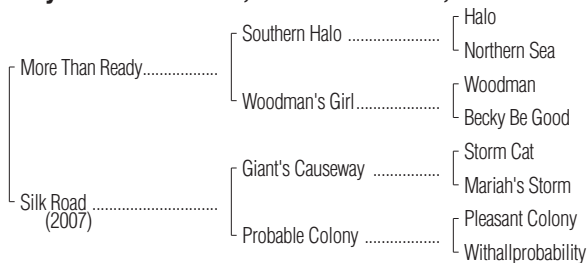 Halo
Southern Halo
Northern Sea
More Than Ready
Woodman
Woodman's Girl
Becky Be Good
Storm Cat
Giant's Causeway
Mariah's Storm
Silk Road
(2007)
Pleasant Colony
Probable Colony
Withallprobability